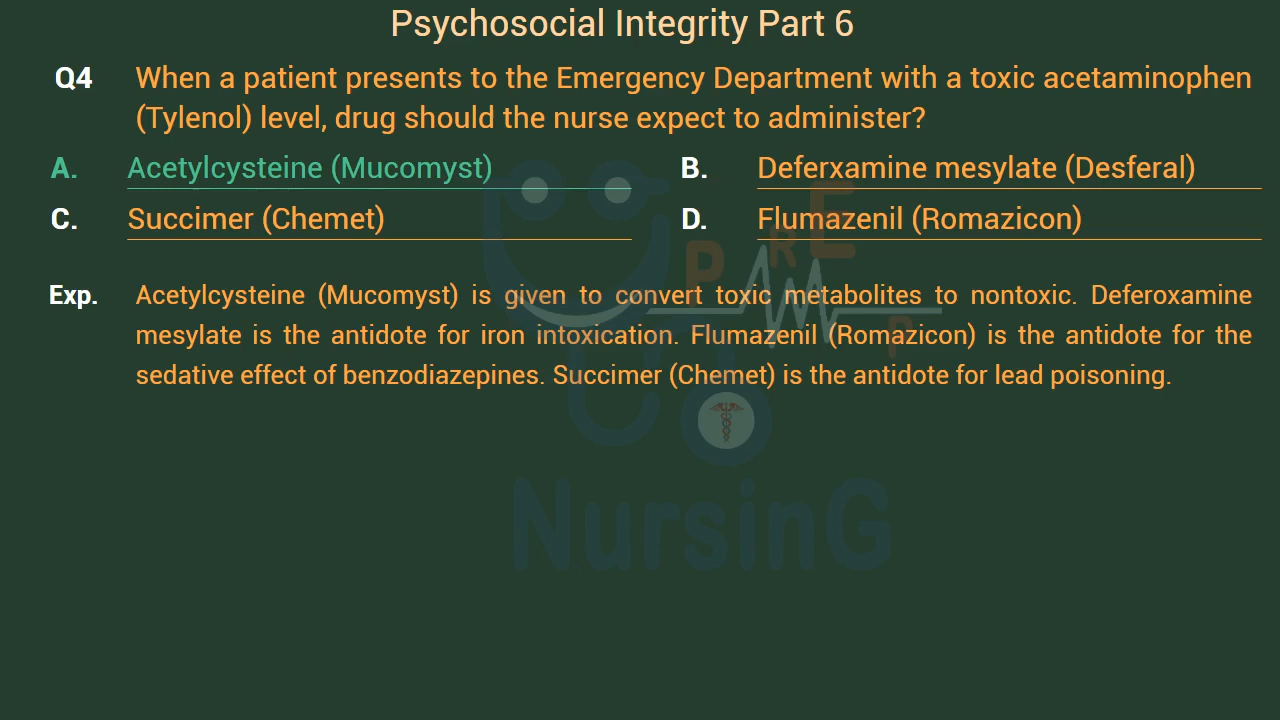 Psychosocial Integrity Part 6
Q4 When a patient presents to the Emergency Department with a toxic acetaminophen
(Tylenol) level, drug should the nurse expect to administer?
A. Acetylcysteine (Mucomyst) B. Deferxamine mesylate (Desferal)
C. Succimer (Chemet) D. Flumazenil (Romazicon)
Exp. Acetylcysteine (Mucomyst) is given to convert toxic metabolites to nontoxic. Deferoxamine
mesylate is the antidote for iron intoxication. Flumazenil (Romazicon) is the antidote for the
sedative effect of benzodiazepines. Succimer (Chemet) is the antidote for lead poisoning.
PREP
NursinG